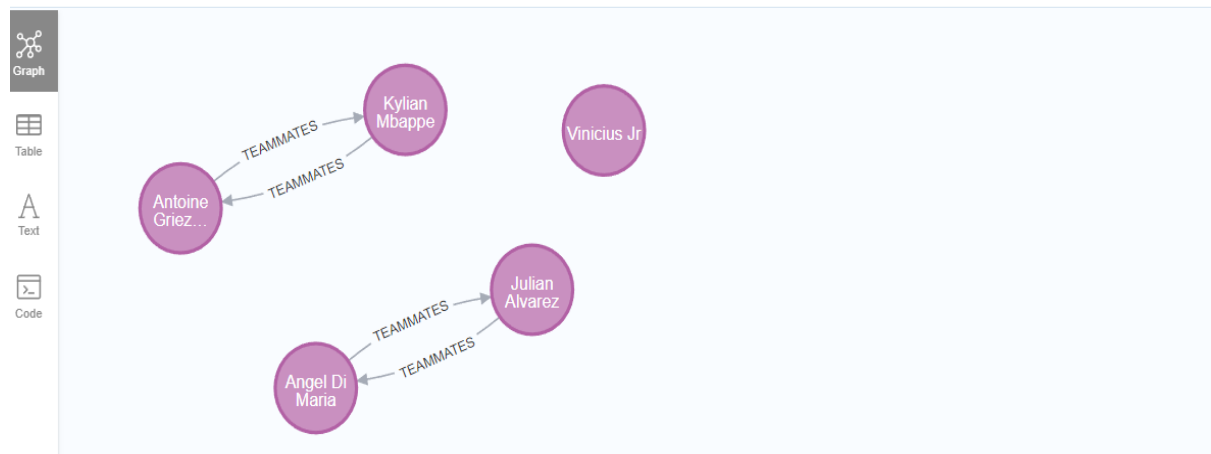 Graph
Table
Text
Code
Kylian
Mbappe
Vinicius Jr
TEAMMATES
TEAMMATES
Antoine
Griez...
Julian
Alvarez
TEAMMATES
TEAMMATES
Angel Di
Maria